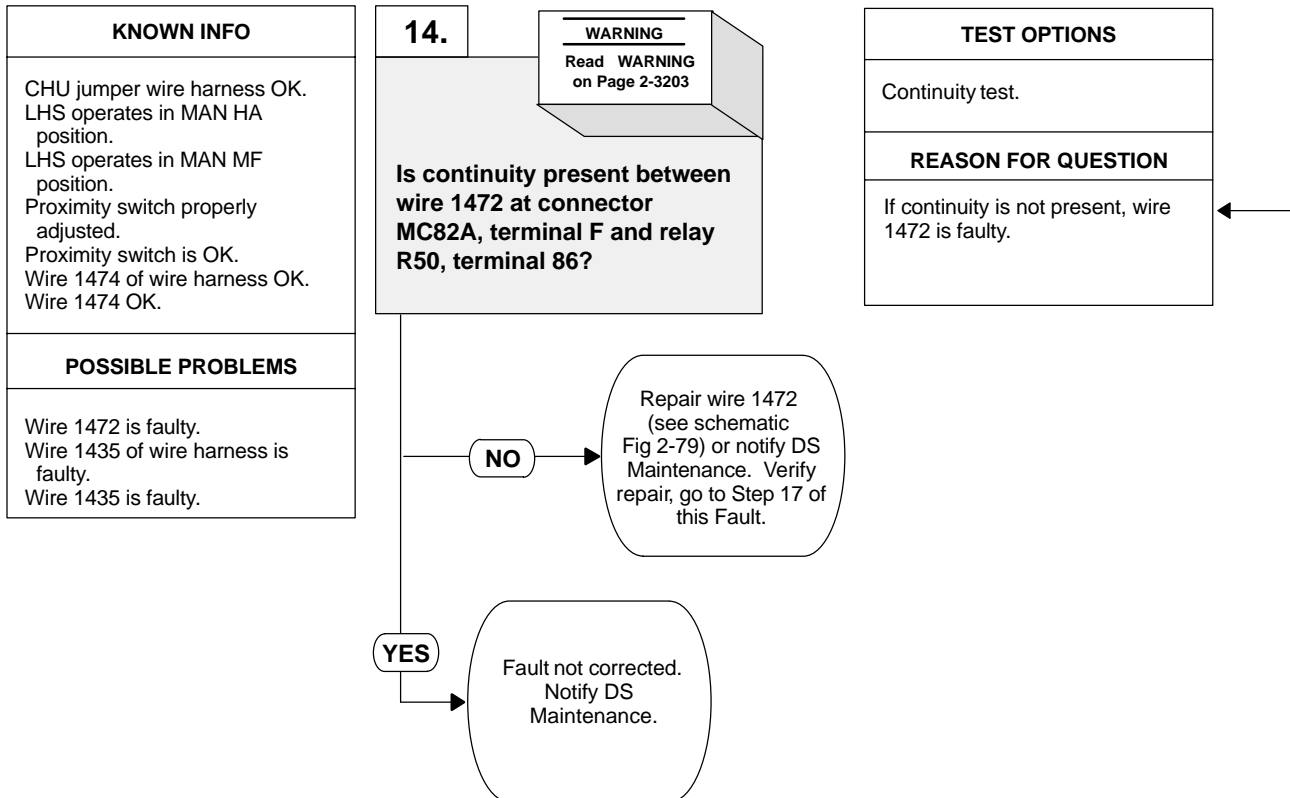 KNOWN INFO
CHU jumper wire harness OK.
LHS operates in MAN HA
position.
LHS operates in MAN MF
position.
Proximity switch properly
adjusted.
Proximity switch is OK.
Wire 1474 of wire harness OK.
Wire 1474 OK.
POSSIBLE PROBLEMS
Wire 1472 is faulty.
Wire 1435 of wire harness is
faulty.
Wire 1435 is faulty.
14.
WARNING
Read WARNING
on Page 2-3203
Is continuity present between
wire 1472 at connector
MC82A, terminal F and relay
R50, terminal 86?
TEST OPTIONS
Continuity test.
REASON FOR QUESTION
If continuity is not present, wire
1472 is faulty.
NO
Repair wire 1472
(see schematic
Fig 2-79) or notify DS
Maintenance. Verify
repair, go to Step 17 of
this Fault.
YES
Fault not corrected.
Notify DS
Maintenance.